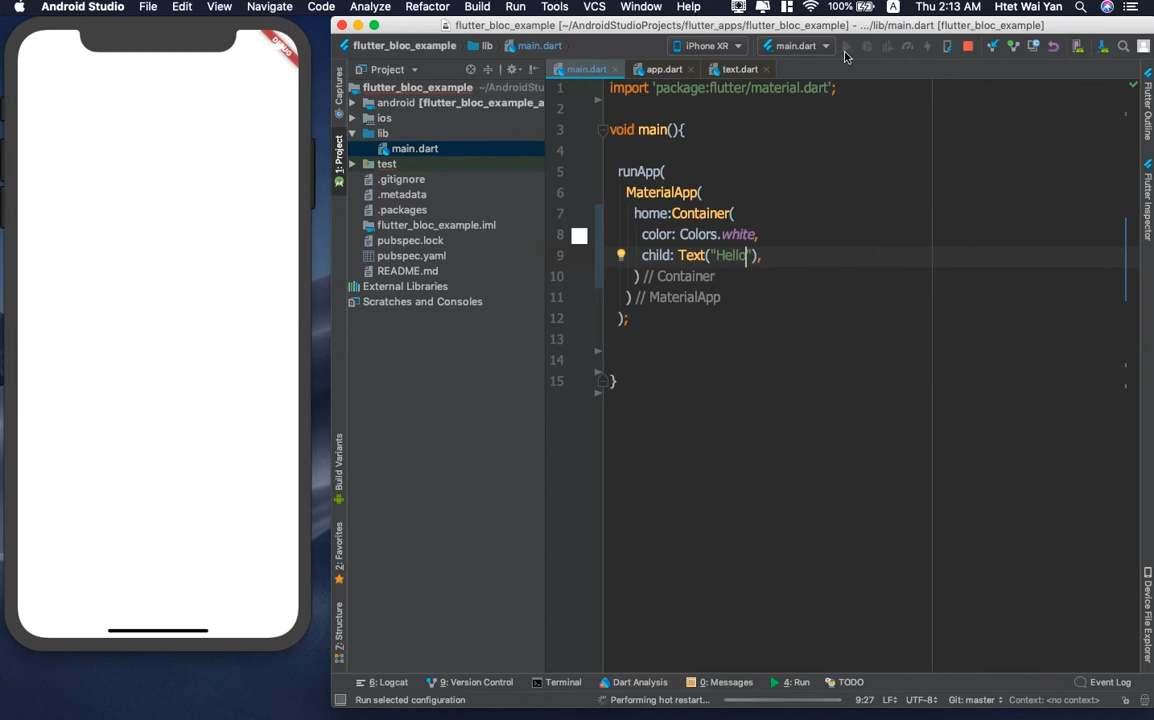 Android Studio File Edit View Navigate Code Analyze Refactor Build Run Tools VCS Window Help 100% A Thu 2:13 AM Htet Wai Yan
flutter_bloc_example [~/AndroidStudioProjects/flutter_apps/flutter_bloc_example] - .../lib/main.dart [flutter_bloc_example]
flutter_bloc_example lib main.dart iPhone XR main.dart
Project main.dart app.dart text.dart
DEBUG
Captures
1: Project
Build Variants
2: Favorites
7: Structure
flutter_bloc_example ~/AndroidStu
android [flutter_bloc_example_a
ios
lib
main.dart
test
.gitignore
.metadata
.packages
flutter_bloc_example.iml
pubspec.lock
pubspec.yaml
README.md
External Libraries
Scratches and Consoles
1 import 'package:flutter/material.dart';
2
3 void main(){
4
5 runApp(
6 MaterialApp(
7 home:Container(
8 color: Colors.white,
9 child: Text("Hello"),
10 ) // Container
11 ) // MaterialApp
12 );
13
14
15 }
Flutter Outline
Flutter Inspector
Device File Explorer
6: Logcat 9: Version Control Terminal Dart Analysis 0: Messages 4: Run TODO Event Log
Run selected configuration Performing hot restart... 9:27 LF UTF-8 Git: master Context: <no context>